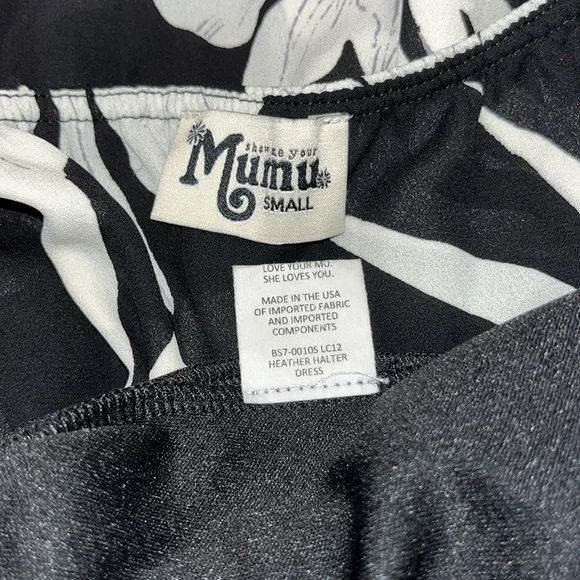 show me your
Mumu
SMALL
LOVE YOUR MU.
SHE LOVES YOU.
MADE IN THE USA
OF IMPORTED FABRIC
AND IMPORTED
COMPONENTS
BS7-0010S LC12
HEATHER HALTER
DRESS